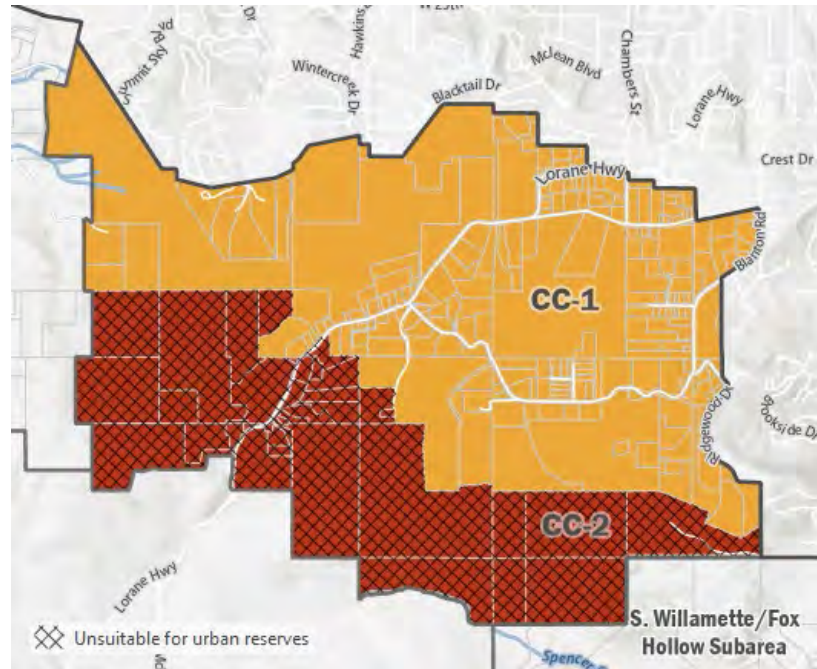 W 25th
Summit Sky Blvd
Dr
Hawkins
Wintercreek Dr
McLean Blvd
Chambers St
Blacktail Dr
Lorane Hwy
Crest Dr
Lorane Hwy
Blanton Rd
CC-1
Ridgewood Dr
Brookside Dr
CC-2
Lorane Hwy
Unsuitable for urban reserves
S. Willamette/Fox
Hollow Subarea
Spencer